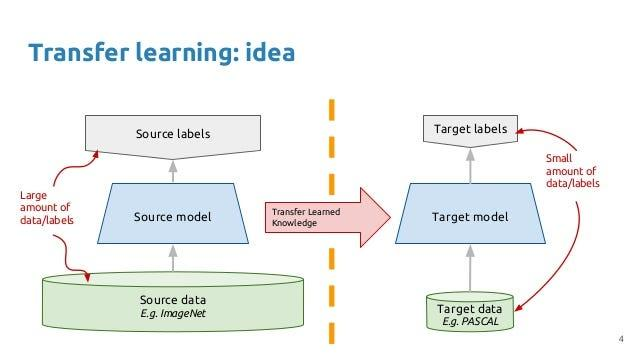 Transfer learning: idea
Source labels
Large
amount of
data/labels
Source model
Source data
E.g. ImageNet
Transfer Learned
Knowledge
Target labels
Small
amount of
data/labels
Target model
Target data
E.g. PASCAL
4